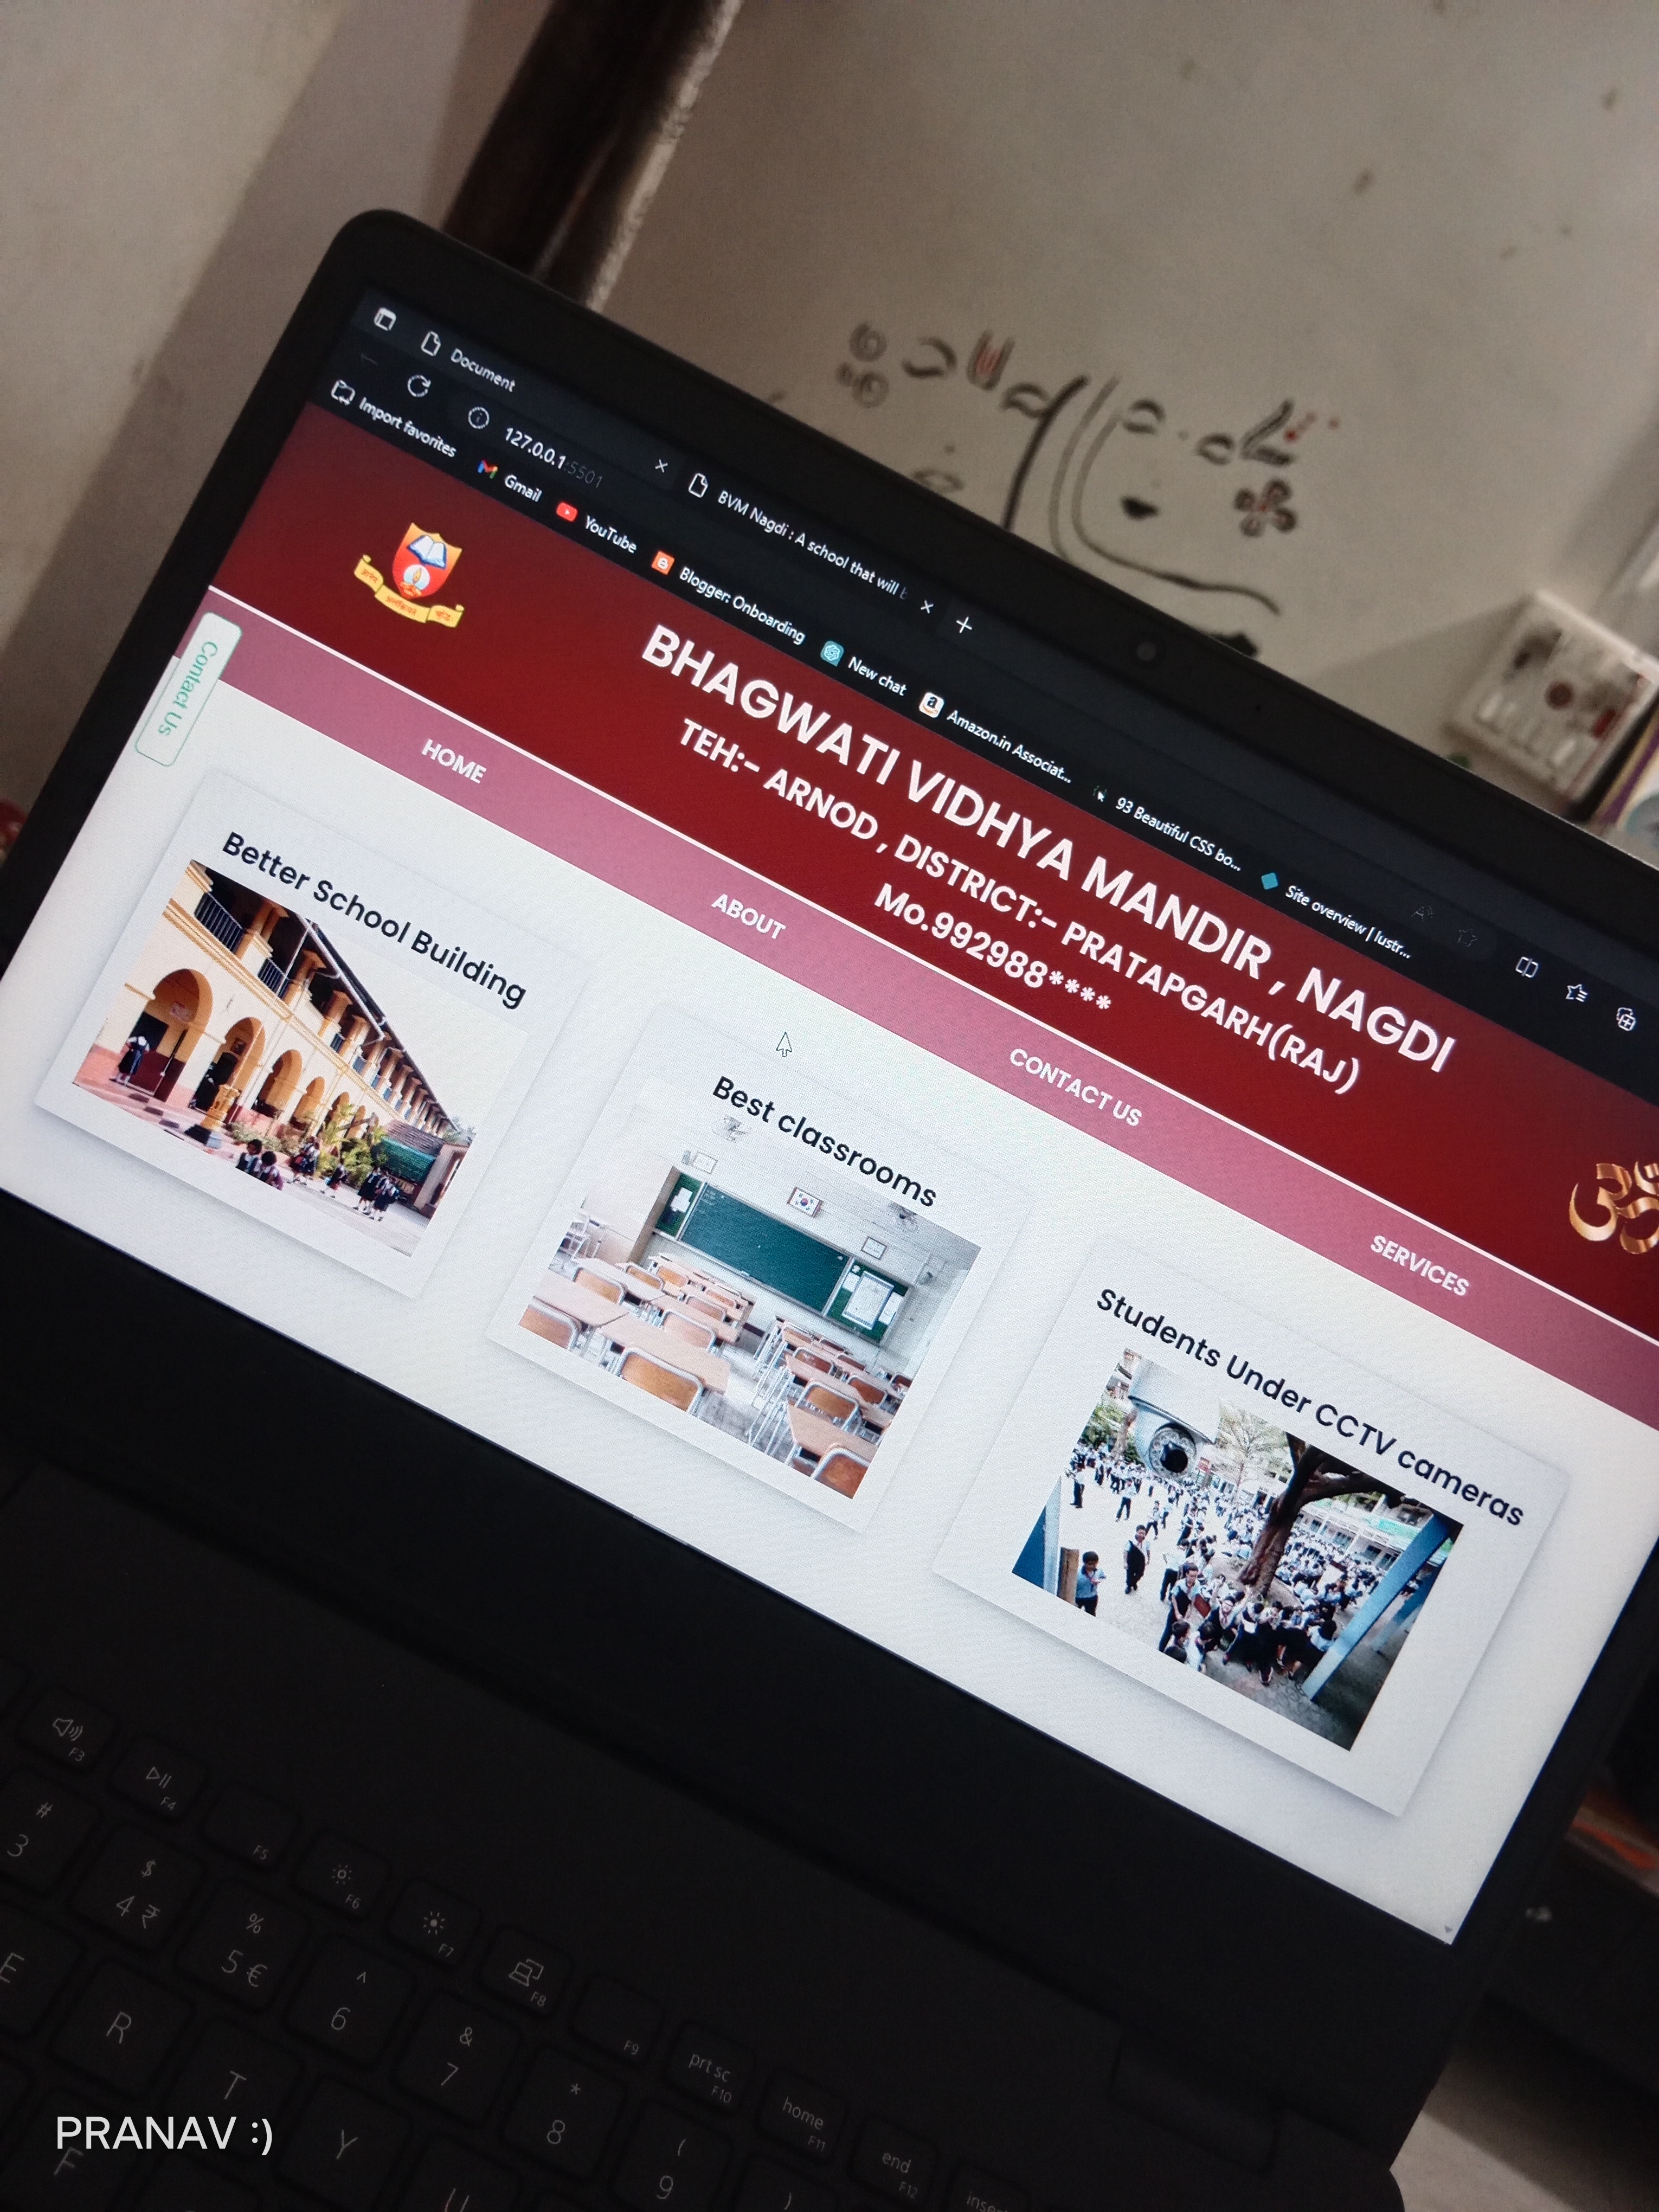 Document
BVM Nagdi : A school that will b
127.0.0.1:5501
Import favorites
Gmail
YouTube
Blogger: Onboarding
New chat
Amazon.in Associat...
93 Beautiful CSS bo...
Site overview | lustr...
BHAGWATI VIDHYA MANDIR , NAGDI
TEH:- ARNOD , DISTRICT:- PRATAPGARH(RAJ)
Mo.992988****
ॐ
Contact Us
HOME
ABOUT
CONTACT US
SERVICES
Better School Building
Best classrooms
Students Under CCTV cameras
F3
F4
F5
F6
F7
F8
F9
prt sc
F10
home
F11
end
F12
insert
# 3
$ 4 ₹
% 5 €
^ 6
& 7
* 8
( 9
)
E
R
T
Y
U
F
PRANAV :)